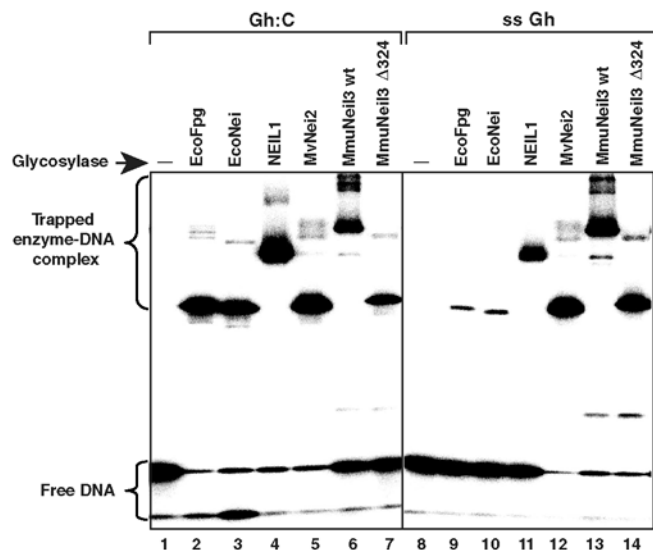 Gh:C
ss Gh
Glycosylase
— EcoFpg EcoNei NEIL1 MvNei2 MmuNeil3 wt MmuNeil3 Δ324
— EcoFpg EcoNei NEIL1 MvNei2 MmuNeil3 wt MmuNeil3 Δ324
Trapped
enzyme-DNA
complex
Free DNA
1 2 3 4 5 6 7 8 9 10 11 12 13 14